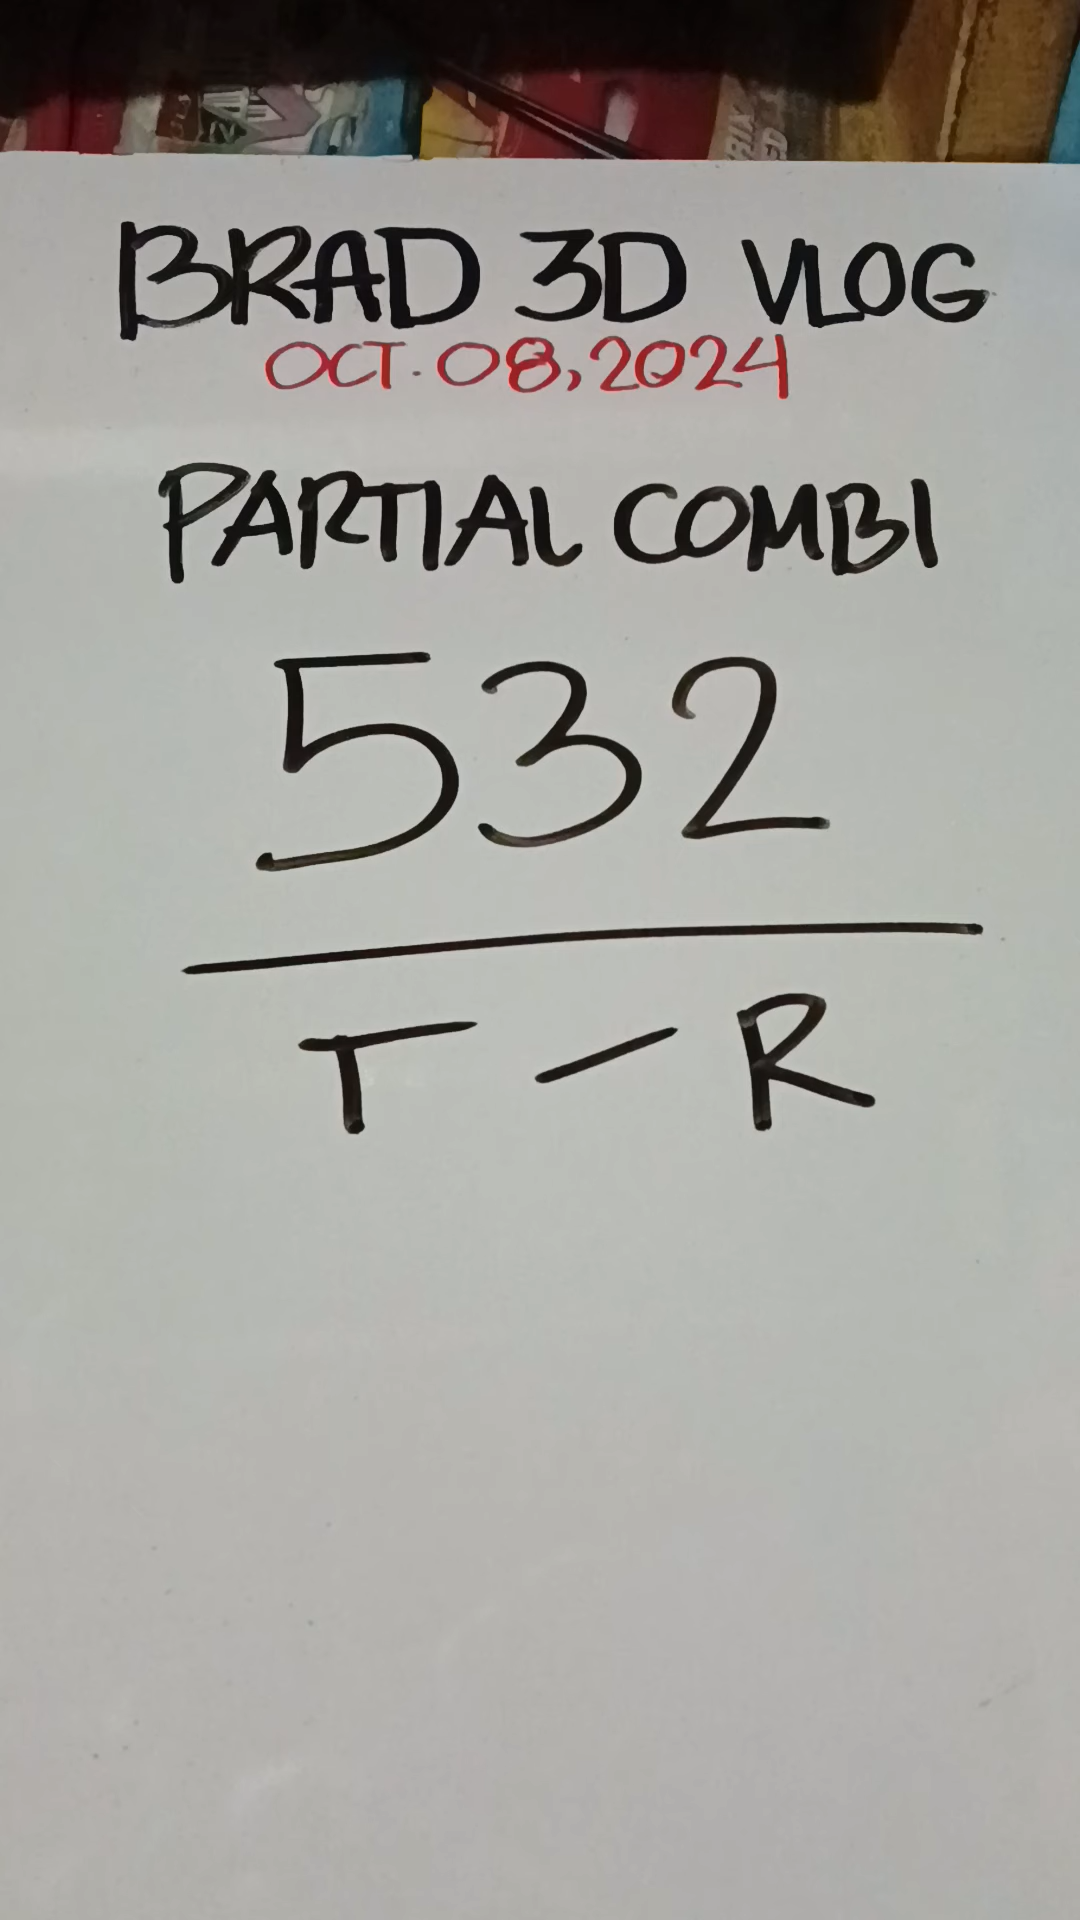 BRAD 3D VLOG
OCT. 08, 2024
PARTIAL COMBI
532
T - R